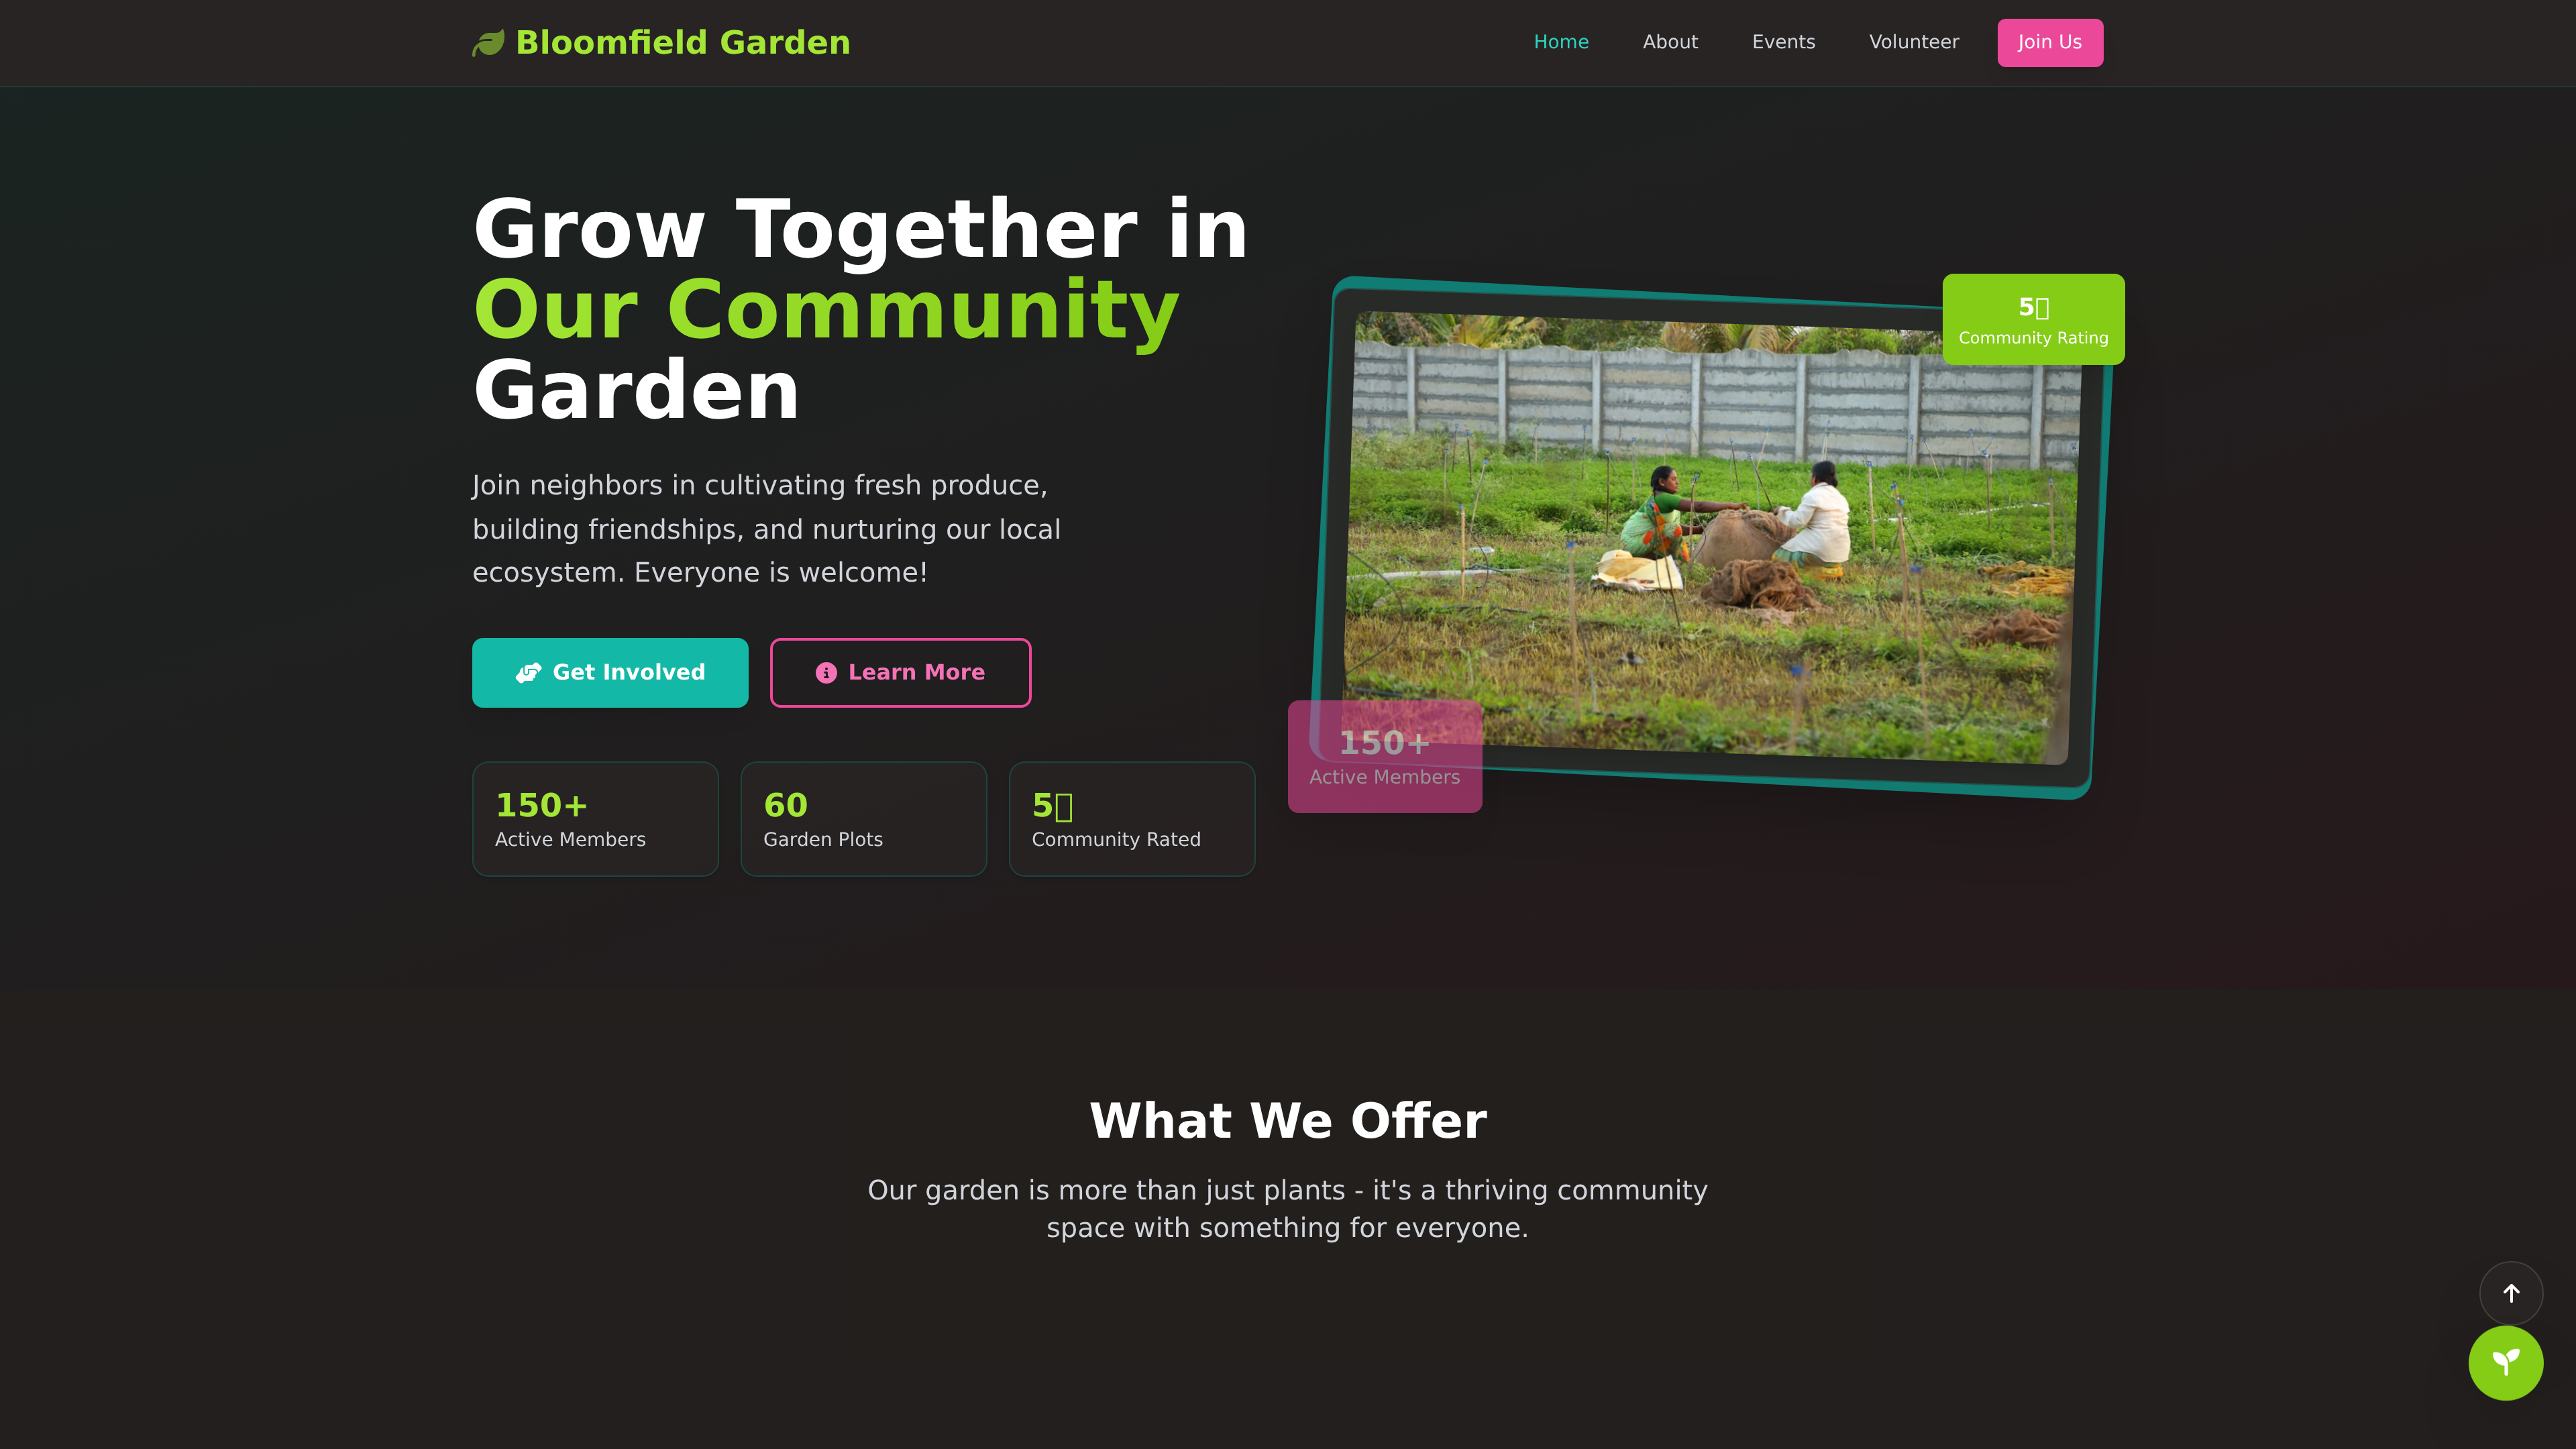 Bloomfield Garden
Home
About
Events
Volunteer
Join Us
Grow Together in
Our Community
Garden
Join neighbors in cultivating fresh produce,
building friendships, and nurturing our local
ecosystem. Everyone is welcome!
Get Involved
Learn More
150+
Active Members
60
Garden Plots
5
Community Rated
5
Community Rating
150+
Active Members
What We Offer
Our garden is more than just plants - it's a thriving community
space with something for everyone.